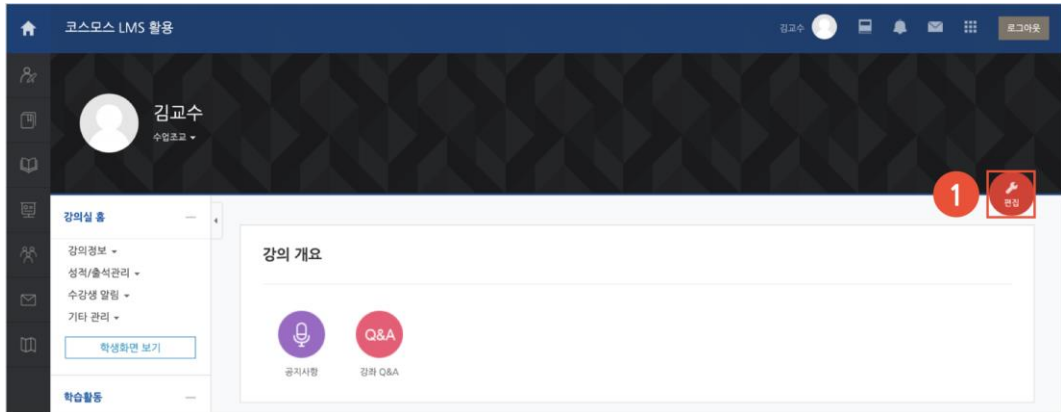 코스모스 LMS 활용
김교수
로그아웃
김교수
수업조교
1
편집
강의실 홈
강의정보
성적/출석관리
수강생 알림
기타 관리
학생화면 보기
학습활동
강의 개요
Q&A
공지사항
강좌 Q&A